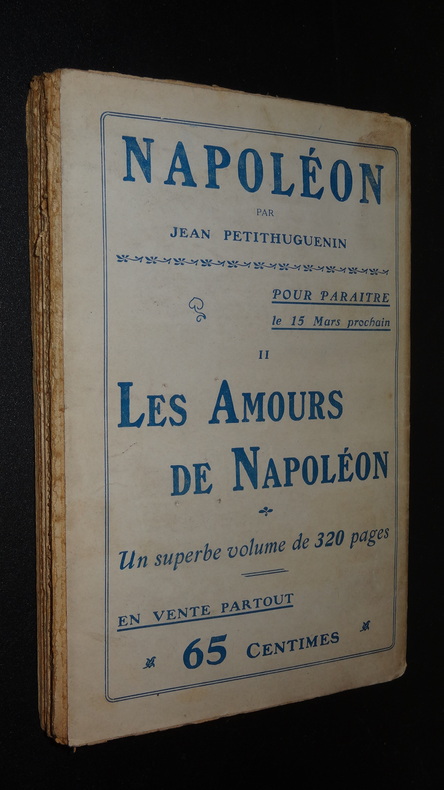 NAPOLÉON
PAR
JEAN PETITHUGUENIN
POUR PARAITRE
le 15 Mars prochain
II
LES AMOURS
DE NAPOLÉON
Un superbe volume de 320 pages
EN VENTE PARTOUT
65 CENTIMES